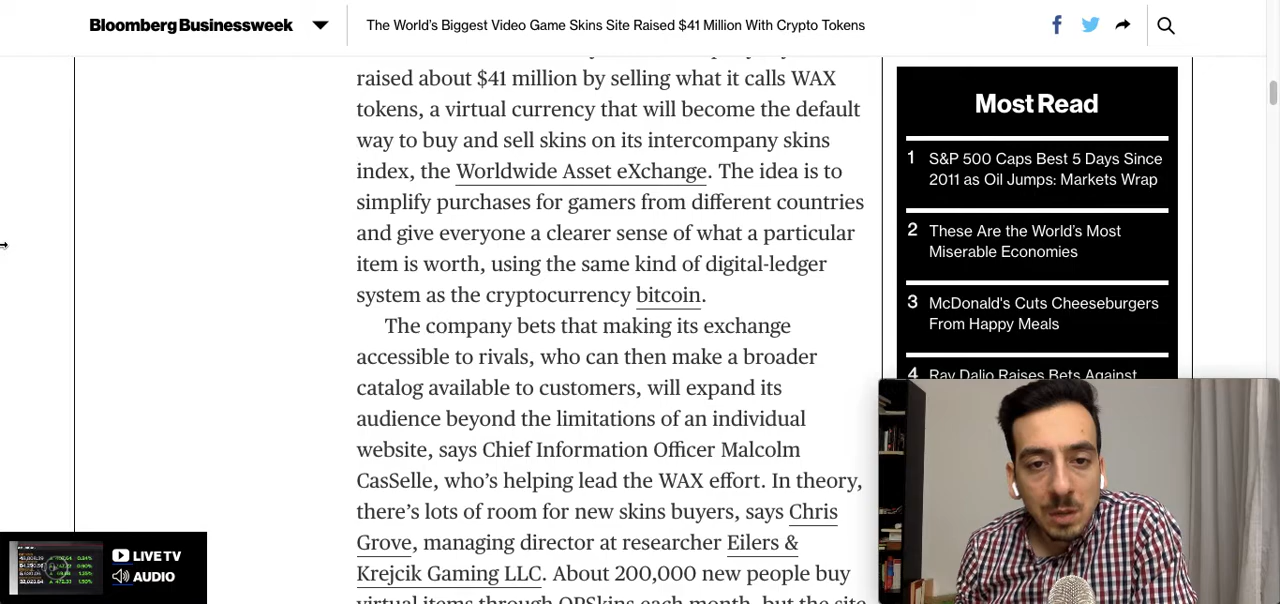 Bloomberg Businessweek
The World's Biggest Video Game Skins Site Raised $41 Million With Crypto Tokens
raised about $41 million by selling what it calls WAX
tokens, a virtual currency that will become the default
way to buy and sell skins on its intercompany skins
index, the Worldwide Asset eXchange. The idea is to
simplify purchases for gamers from different countries
and give everyone a clearer sense of what a particular
item is worth, using the same kind of digital-ledger
system as the cryptocurrency bitcoin.
The company bets that making its exchange
accessible to rivals, who can then make a broader
catalog available to customers, will expand its
audience beyond the limitations of an individual
website, says Chief Information Officer Malcolm
CasSelle, who's helping lead the WAX effort. In theory,
there's lots of room for new skins buyers, says Chris
Grove, managing director at researcher Eilers &
Krejcik Gaming LLC. About 200,000 new people buy
virtual items through OPSkins each month, but the site
Most Read
1 S&P 500 Caps Best 5 Days Since
2011 as Oil Jumps: Markets Wrap
2 These Are the World's Most
Miserable Economies
3 McDonald's Cuts Cheeseburgers
From Happy Meals
4 Ray Dalio Raises Bets Against
LIVE TV
AUDIO